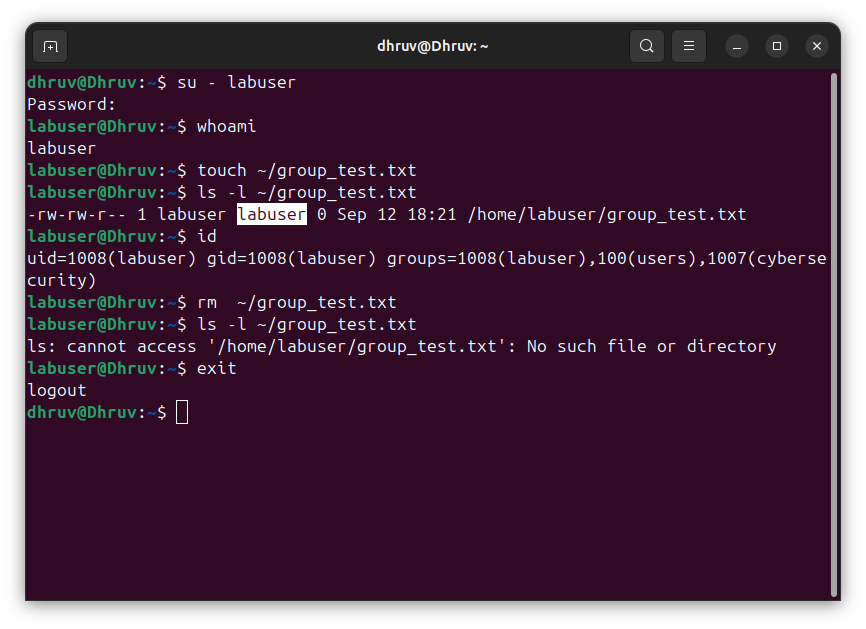 dhruv@Dhruv: ~
dhruv@Dhruv:~$ su - labuser
Password:
labuser@Dhruv:~$ whoami
labuser
labuser@Dhruv:~$ touch ~/group_test.txt
labuser@Dhruv:~$ ls -l ~/group_test.txt
-rw-rw-r-- 1 labuser labuser 0 Sep 12 18:21 /home/labuser/group_test.txt
labuser@Dhruv:~$ id
uid=1008(labuser) gid=1008(labuser) groups=1008(labuser),100(users),1007(cyberse
curity)
labuser@Dhruv:~$ rm  ~/group_test.txt
labuser@Dhruv:~$ ls -l ~/group_test.txt
ls: cannot access '/home/labuser/group_test.txt': No such file or directory
labuser@Dhruv:~$ exit
logout
dhruv@Dhruv:~$